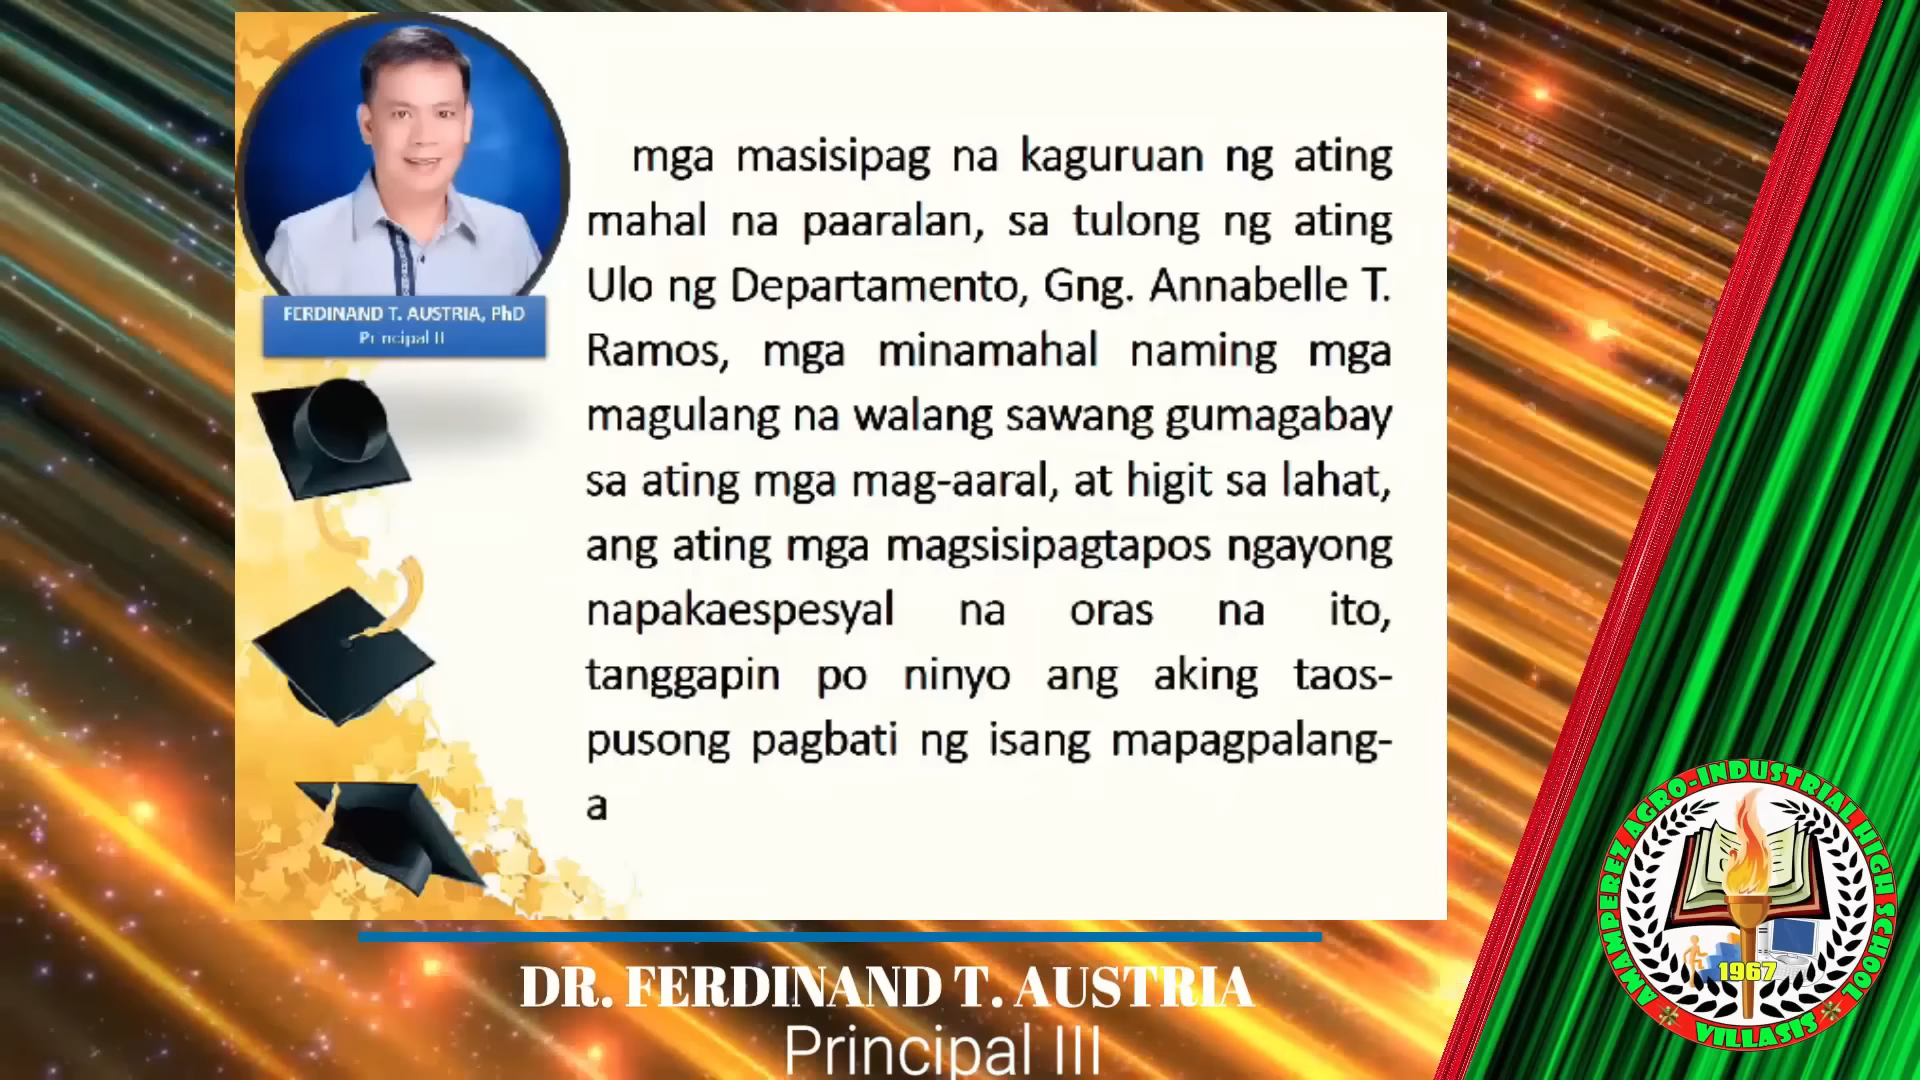 FERDINAND T. AUSTRIA, PhD
Principal II
mga masisipag na kaguruan ng ating
mahal na paaralan, sa tulong ng ating
Ulo ng Departamento, Gng. Annabelle T.
Ramos, mga minamahal naming mga
magulang na walang sawang gumagabay
sa ating mga mag-aaral, at higit sa lahat,
ang ating mga magsisipagtapos ngayong
napakaespesyal na oras na ito,
tanggapin po ninyo ang aking taos-
pusong pagbati ng isang mapagpalang-
a
DR. FERDINAND T. AUSTRIA
Principal III
AMAMPEREZ AGRO-INDUSTRIAL HIGH SCHOOL
1967
VILLASIS